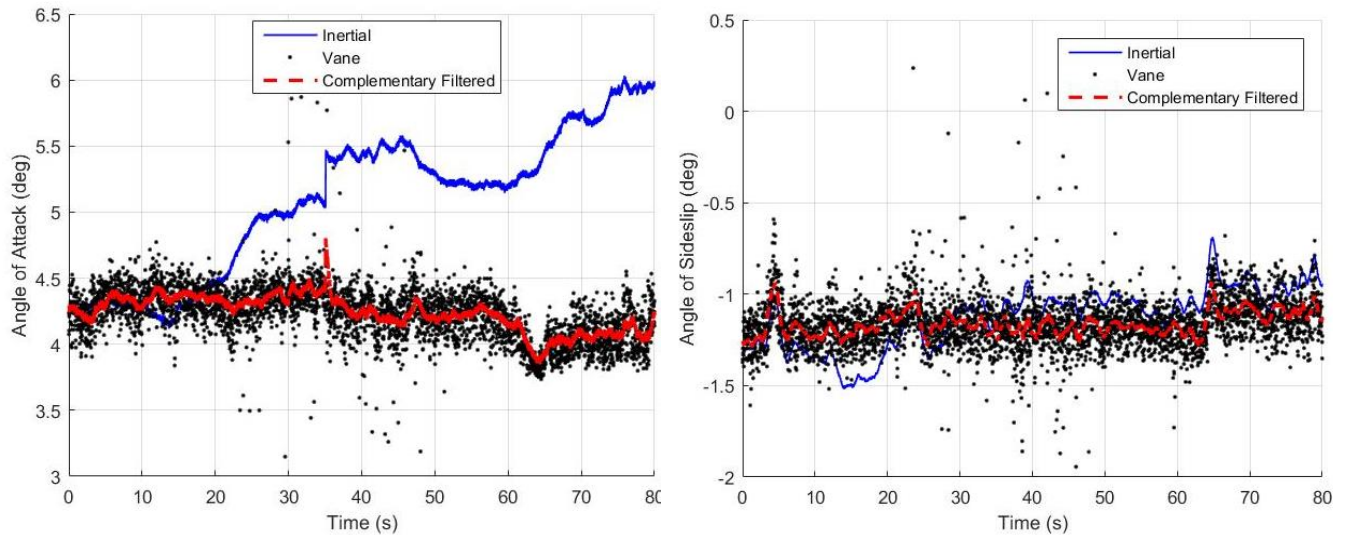 6.5
6
5.5
5
4.5
4
3.5
3
Angle of Attack (deg)
Inertial
Vane
Complementary Filtered
0 10 20 30 40 50 60 70 80
Time (s)
0.5
0
-0.5
-1
-1.5
-2
Angle of Sideslip (deg)
Inertial
Vane
Complementary Filtered
0 10 20 30 40 50 60 70 80
Time (s)